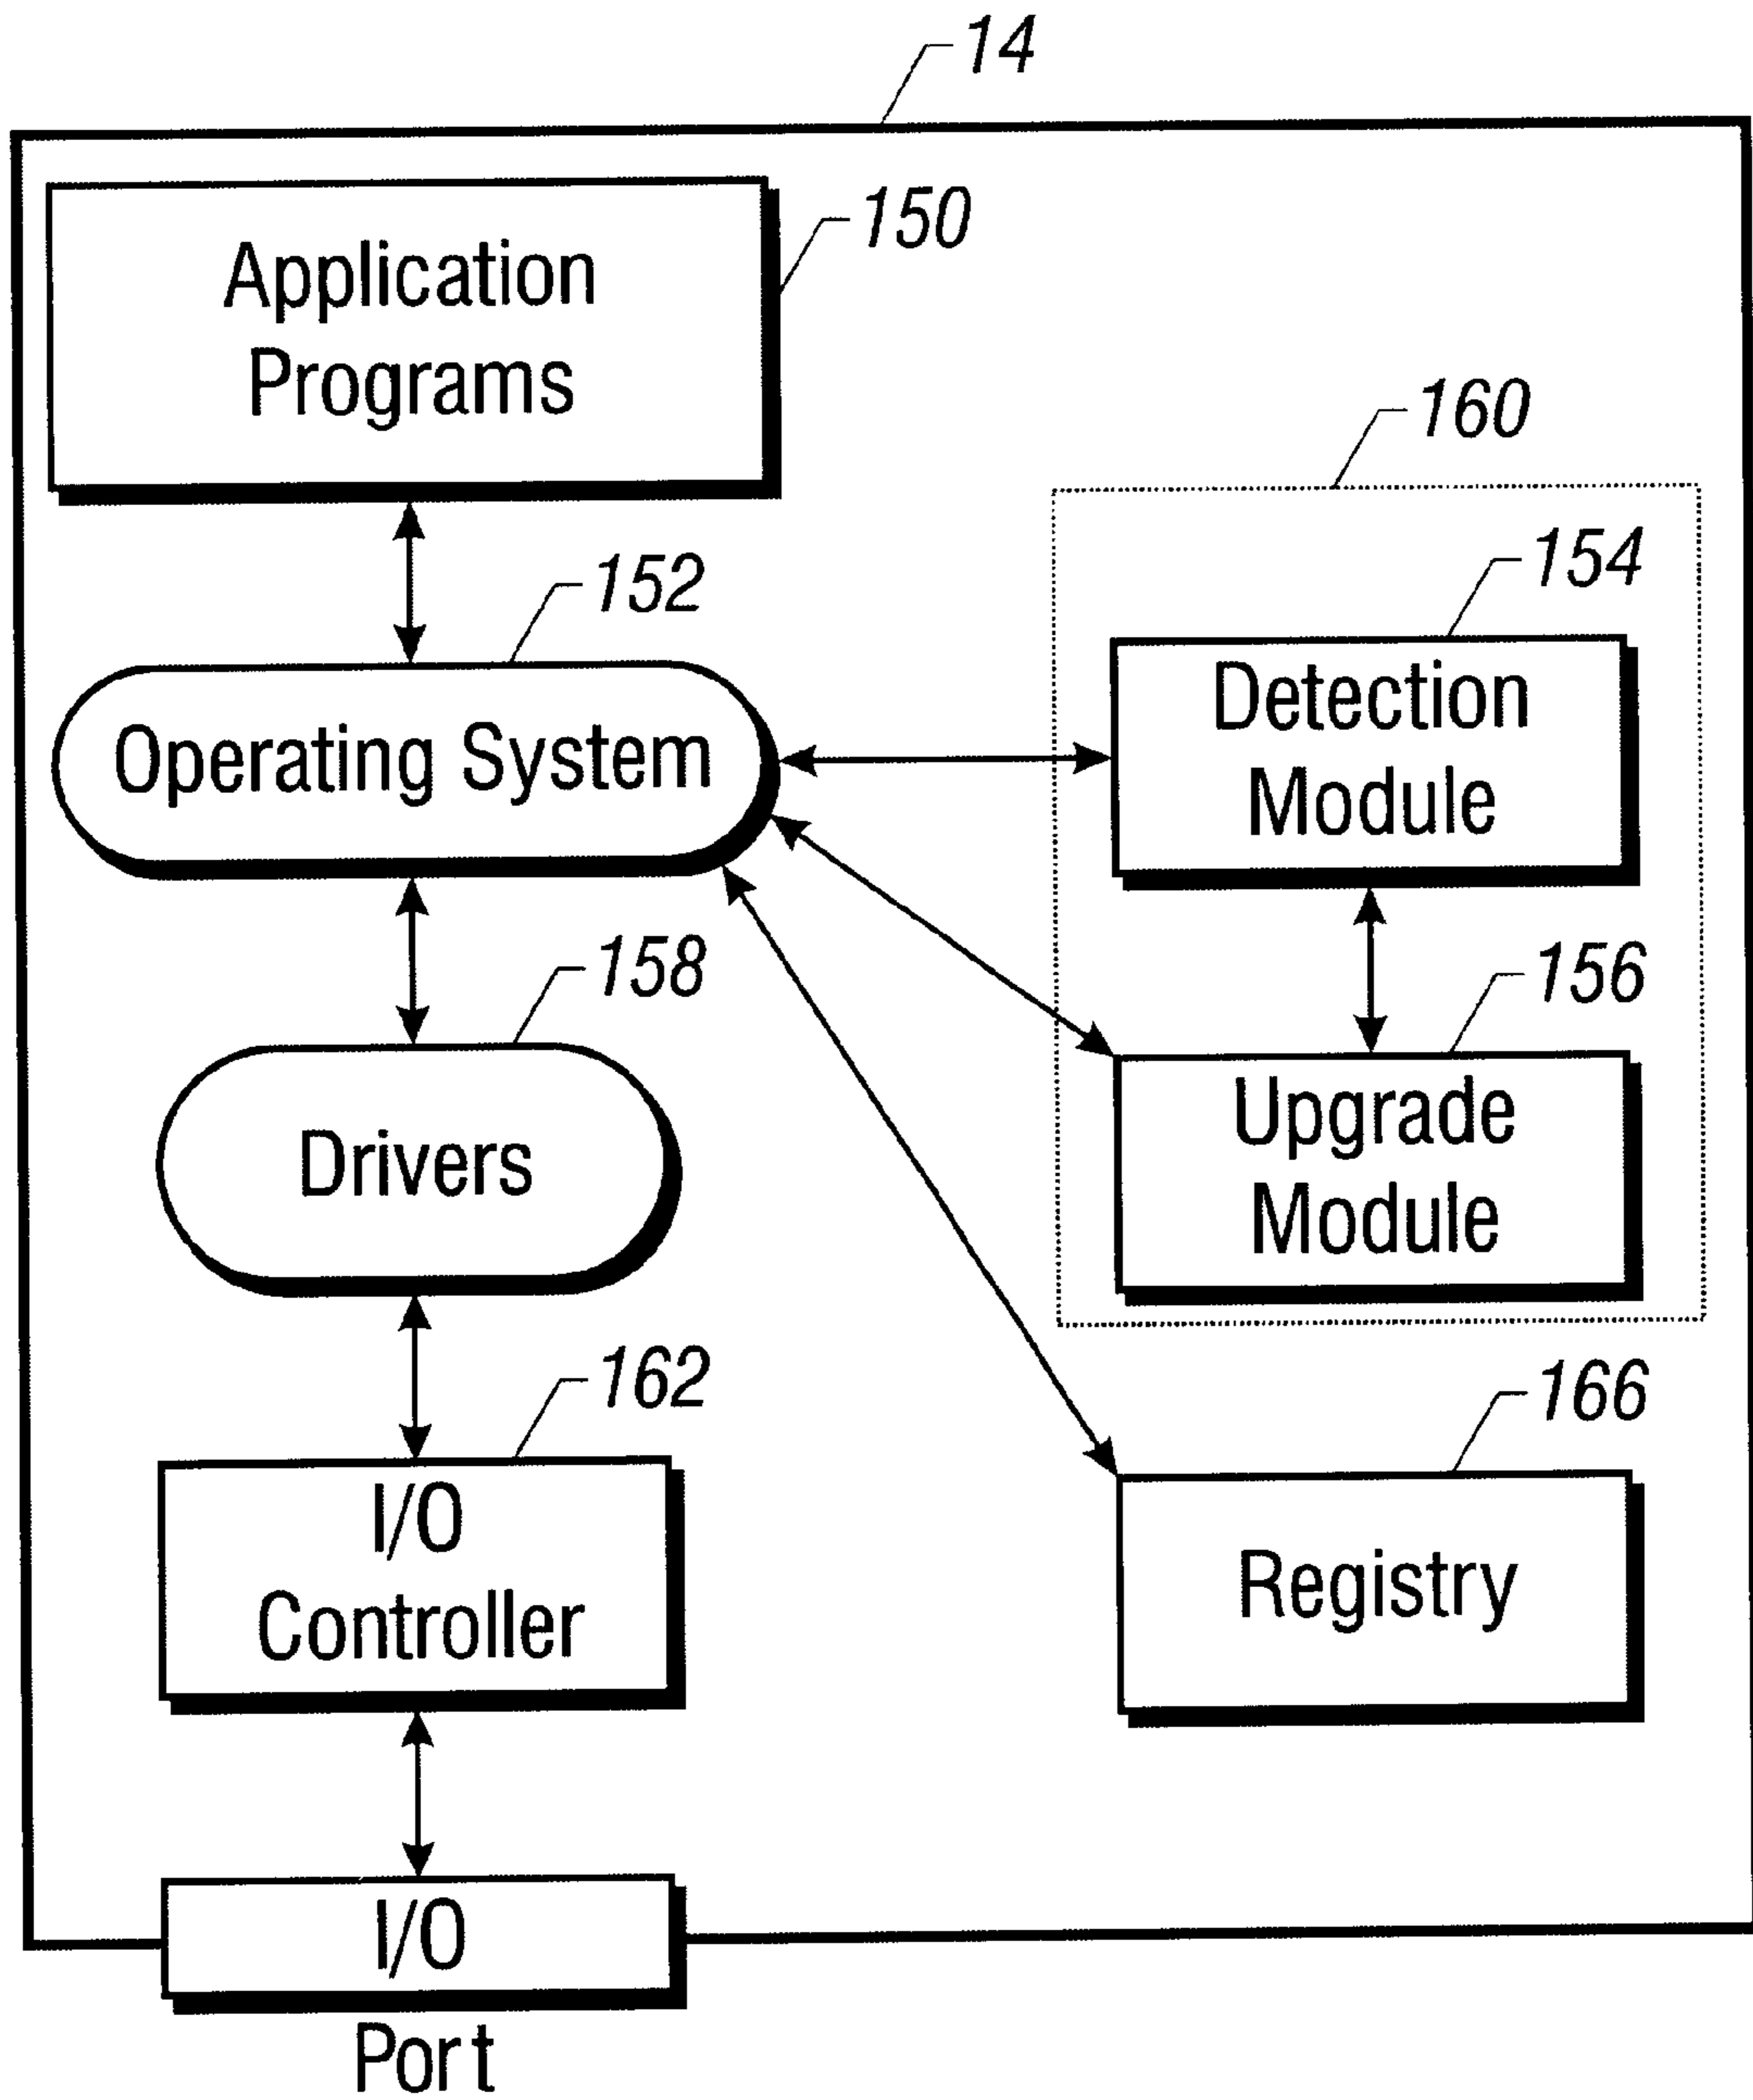 14
Application
Programs
150
160
152
154
Operating System
Detection
Module
158
156
Drivers
Upgrade
Module
162
166
I/O
Controller
Registry
I/O
Port